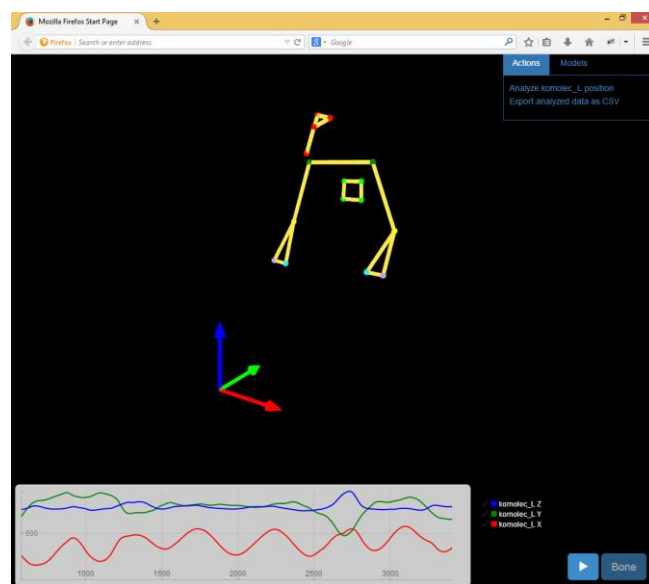 Mozilla Firefox Start Page
Firefox Search or enter address
Google
Actions Models
Analyze komolec_L position
Export analyzed data as CSV
500
1000 1500 2000 2500 3000
komolec_L Z
komolec_L Y
komolec_L X
Bone